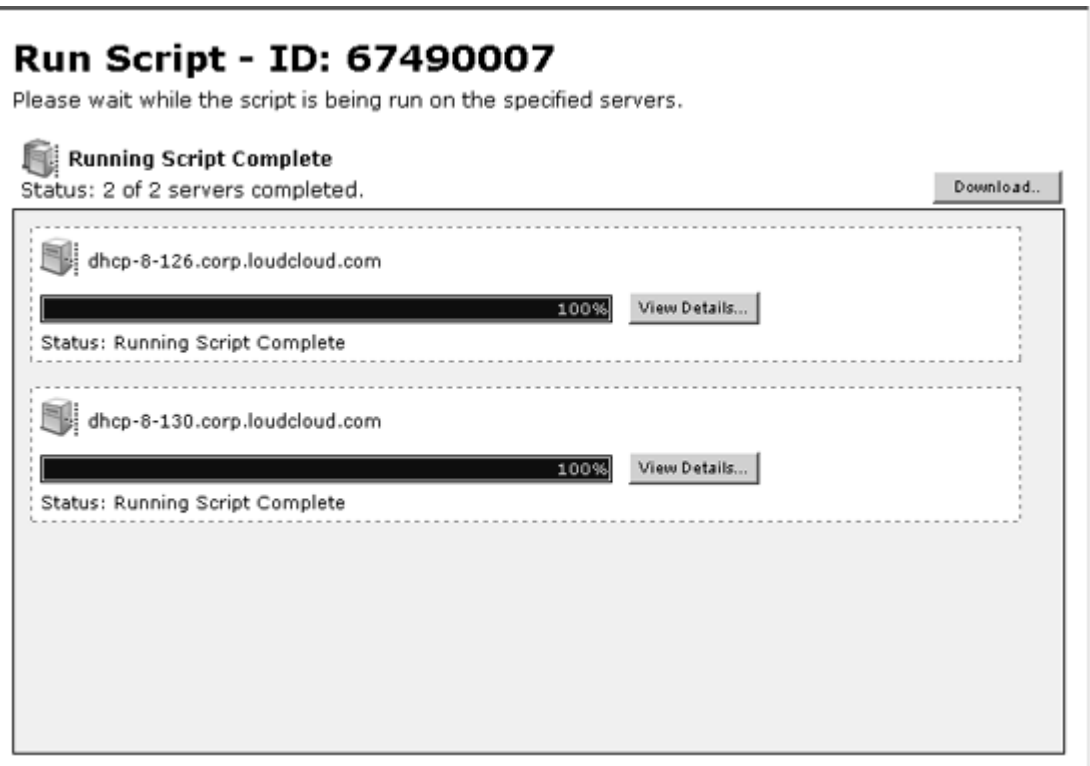 Run Script - ID: 67490007
Please wait while the script is being run on the specified servers.
Running Script Complete
Status: 2 of 2 servers completed.
Download..
dhcp-8-126.corp.loudcloud.com
100%
View Details...
Status: Running Script Complete
dhcp-8-130.corp.loudcloud.com
100%
View Details...
Status: Running Script Complete